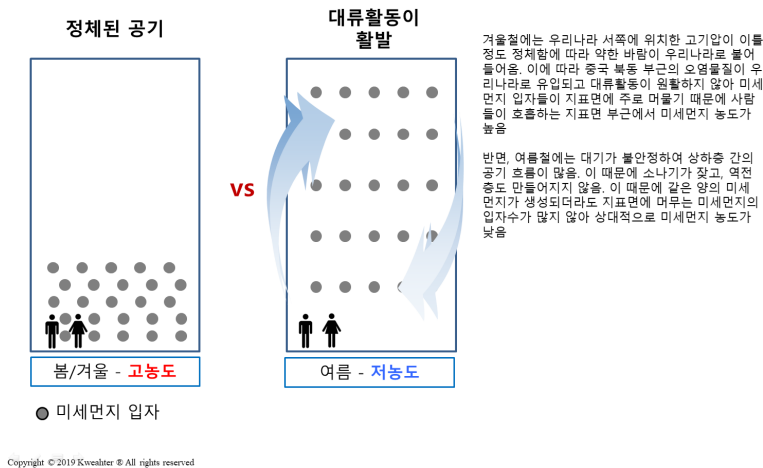 정체된 공기
대류활동이
활발
vs
봄/겨울 - 고농도
여름 - 저농도
미세먼지 입자
겨울철에는 우리나라 서쪽에 위치한 고기압이 이틀
정도 정체함에 따라 약한 바람이 우리나라로 불어
들어옴. 이에 따라 중국 북동 부근의 오염물질이 우
리나라로 유입되고 대류활동이 원활하지 않아 미세
먼지 입자들이 지표면에 주로 머물기 때문에 사람
들이 호흡하는 지표면 부근에서 미세먼지 농도가
높음
반면, 여름철에는 대기가 불안정하여 상하층 간의
공기 흐름이 많음. 이 때문에 소나기가 잦고, 역전
층도 만들어지지 않음. 이 때문에 같은 양의 미세
먼지가 생성되더라도 지표면에 머무는 미세먼지의
입자수가 많지 않아 상대적으로 미세먼지 농도가
낮음
Copyright © 2019 Kweahter ® All rights reserved